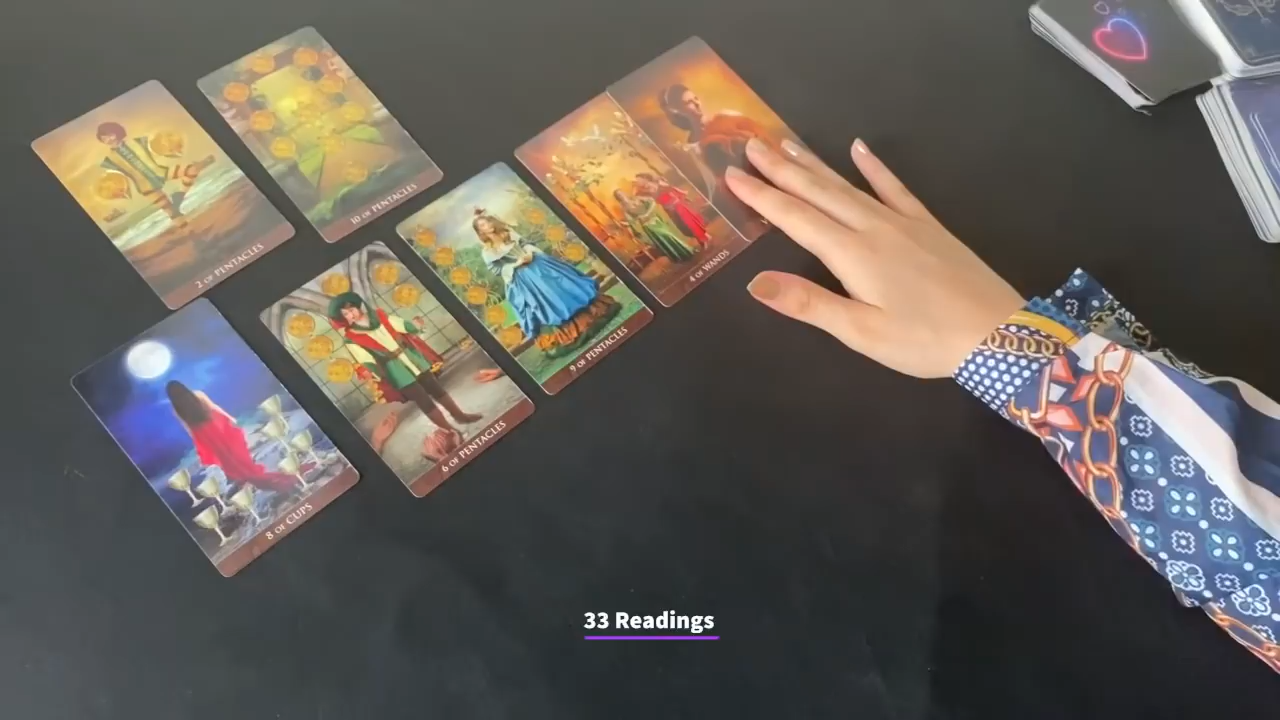 2 OF PENTACLES
10 OF PENTACLES
8 OF CUPS
6 OF PENTACLES
9 OF PENTACLES
4 OF WANDS
33 Readings